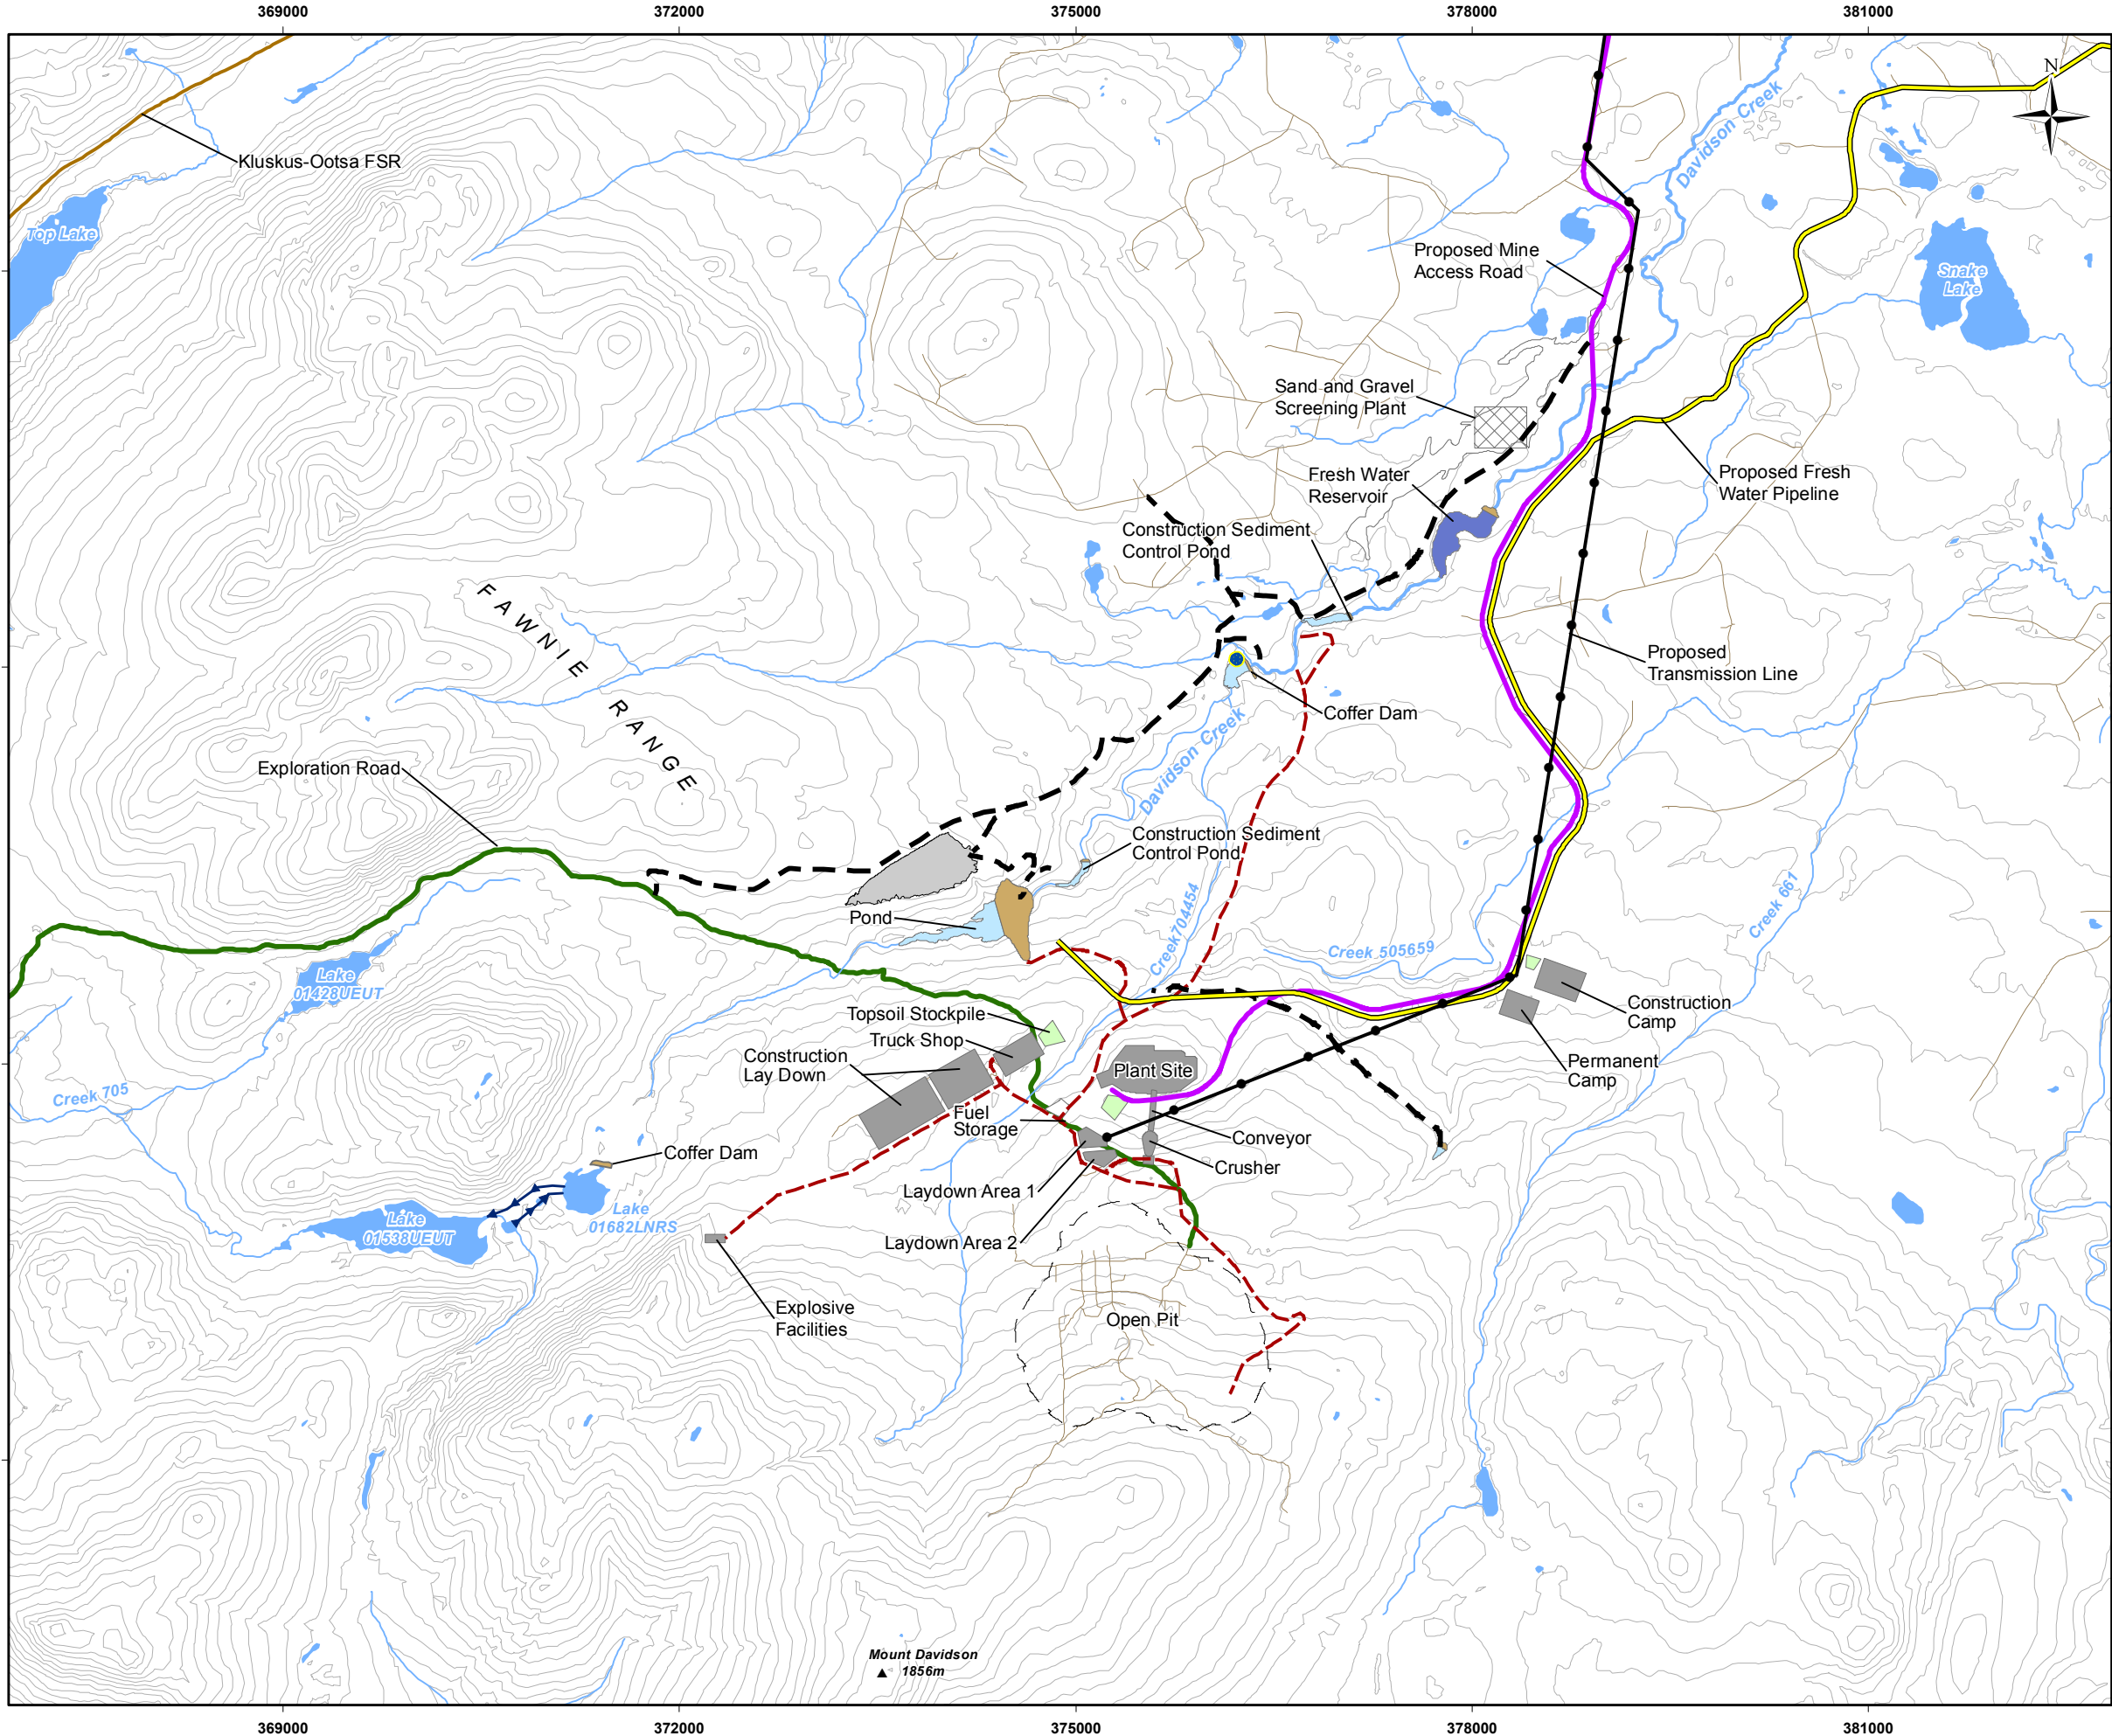 369000
372000
375000
378000
381000
N
Kluskus-Ootsa FSR
Davidson Creek
Top Lake
Proposed Mine
Access Road
Snake
Lake
Sand and Gravel
Screening Plant
Fresh Water
Reservoir
Proposed Fresh
Water Pipeline
Construction Sediment
Control Pond
FAWNIE RANGE
Proposed
Transmission Line
Coffer Dam
Davidson Creek
Exploration Road
Construction Sediment
Control Pond
Pond
Creek704454
Creek 505659
Creek 661
Lake
01428UEUT
Construction
Camp
Topsoil Stockpile
Truck Shop
Construction
Lay Down
Plant Site
Permanent
Camp
Creek 705
Fuel
Storage
Conveyor
Coffer Dam
Crusher
Laydown Area 1
Lake
01682LNRS
Lake
01538UEUT
Laydown Area 2
Explosive
Facilities
Open Pit
Mount Davidson
1856m
369000
372000
375000
378000
381000